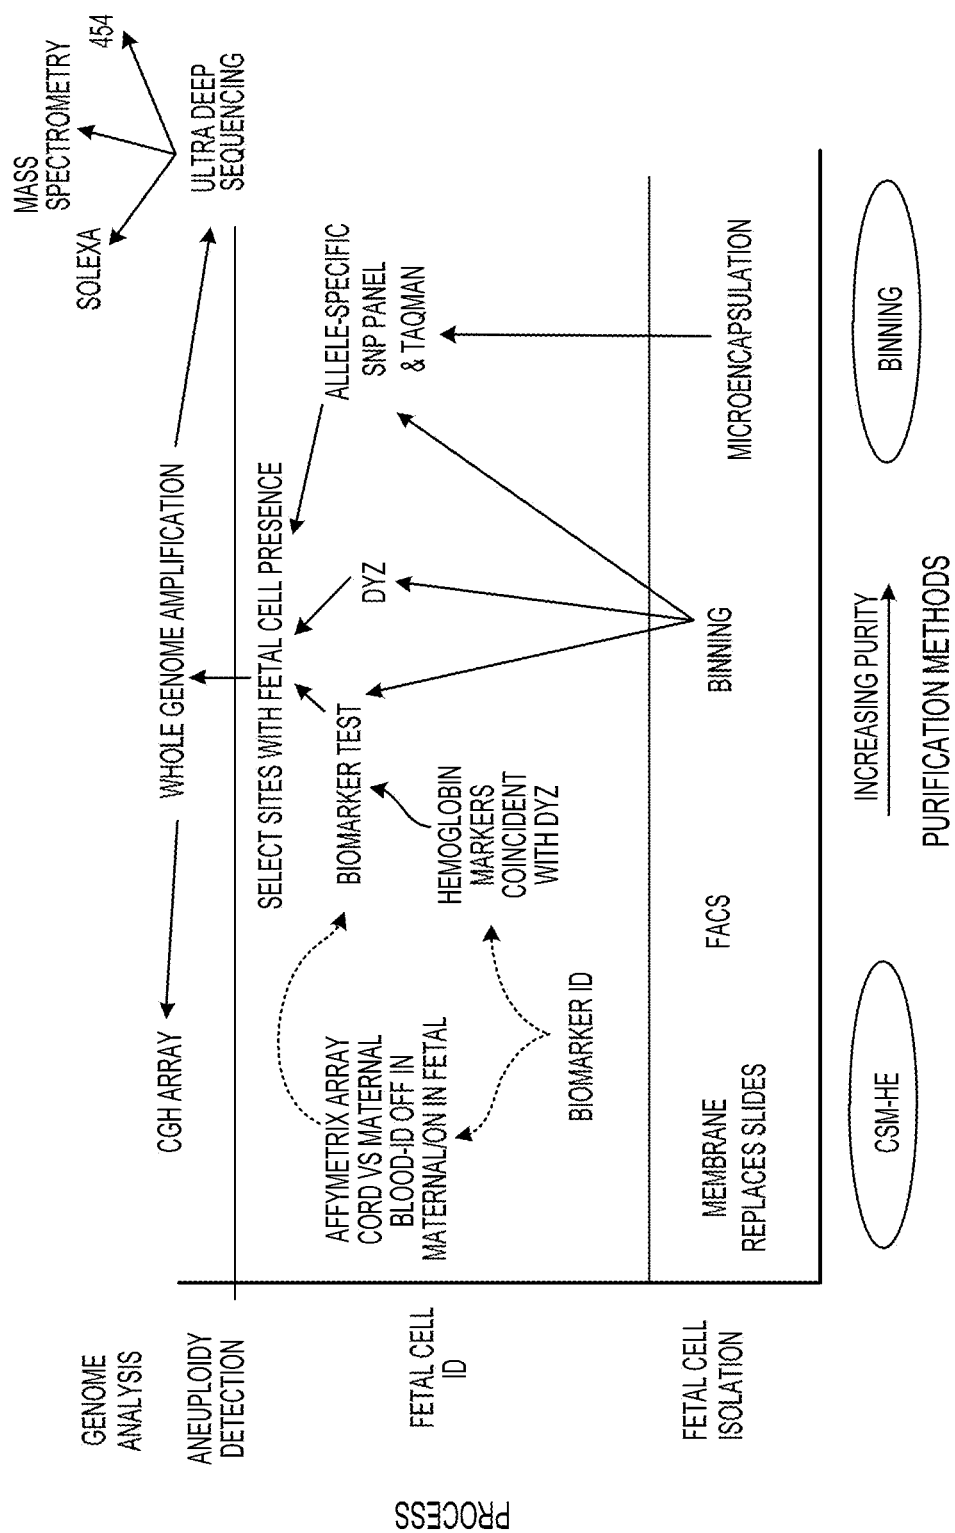 PROCESS
GENOME
ANALYSIS
ANEUPLOIDY
DETECTION
FETAL CELL
ID
FETAL CELL
ISOLATION
MASS
SPECTROMETRY
454
SOLEXA
ULTRA DEEP
SEQUENCING
CGH ARRAY
WHOLE GENOME AMPLIFICATION
SELECT SITES WITH FETAL CELL PRESENCE
AFFYMETRIX ARRAY
CORD VS MATERNAL
BLOOD-ID OFF IN
MATERNAL/ON IN FETAL
BIOMARKER TEST
DYZ
ALLELE-SPECIFIC
SNP PANEL
& TAQMAN
HEMOGLOBIN
MARKERS
COINCIDENT
WITH DYZ
BIOMARKER ID
MEMBRANE
REPLACES SLIDES
FACS
BINNING
MICROENCAPSULATION
CSM-HE
INCREASING PURITY
BINNING
PURIFICATION METHODS